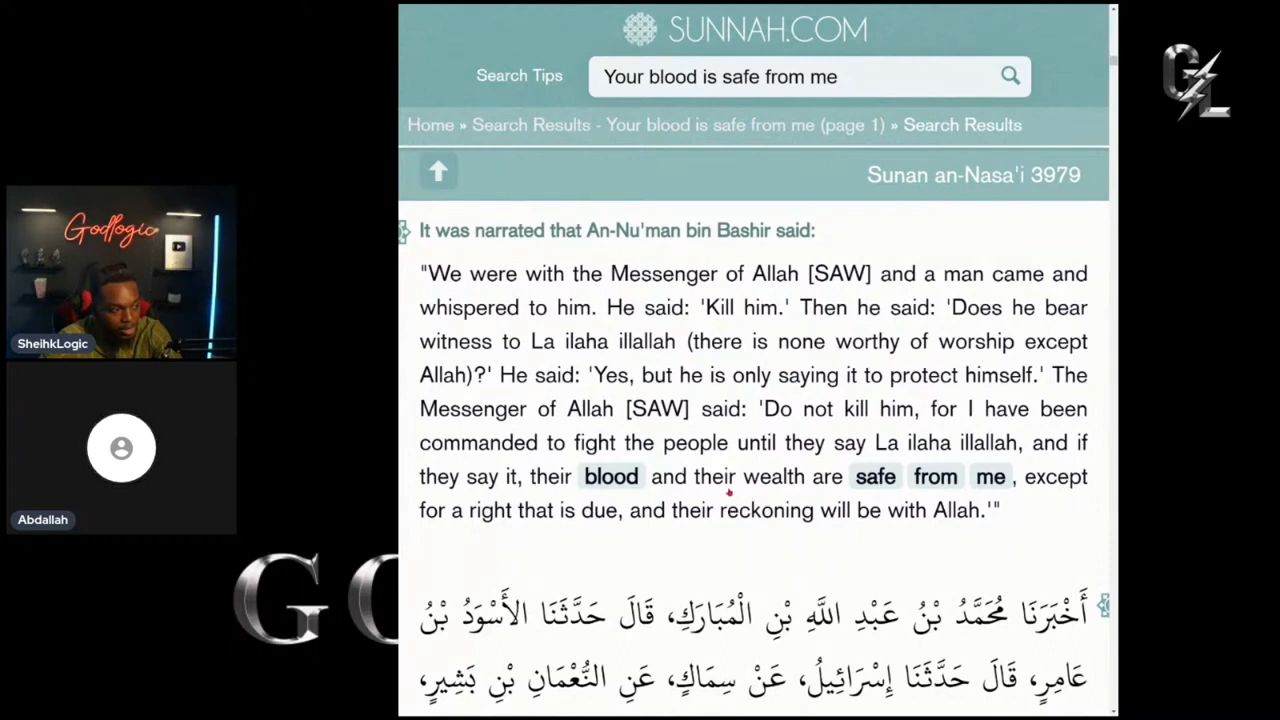 SUNNAH.COM
Search Tips
Your blood is safe from me
Home » Search Results - Your blood is safe from me (page 1) » Search Results
Sunan an-Nasa'i 3979
It was narrated that An-Nu'man bin Bashir said:
"We were with the Messenger of Allah [SAW] and a man came and
whispered to him. He said: 'Kill him.' Then he said: 'Does he bear
witness to La ilaha illallah (there is none worthy of worship except
Allah)?' He said: 'Yes, but he is only saying it to protect himself.' The
Messenger of Allah [SAW] said: 'Do not kill him, for I have been
commanded to fight the people until they say La ilaha illallah, and if
they say it, their blood and their wealth are safe from me, except
for a right that is due, and their reckoning will be with Allah.'"
أَخْبَرَنَا مُحَمَّدُ بْنُ عَبْدِ اللَّهِ بْنِ الْمُبَارَكِ، قَالَ حَدَّثَنَا الأَسْوَدُ بْنُ
عَامِرٍ، قَالَ حَدَّثَنَا إِسْرَائِيلُ، عَنْ سِمَاكٍ، عَنِ النُّعْمَانِ بْنِ بَشِيرٍ،
Godlogic
SheihkLogic
Abdallah
GL
GO